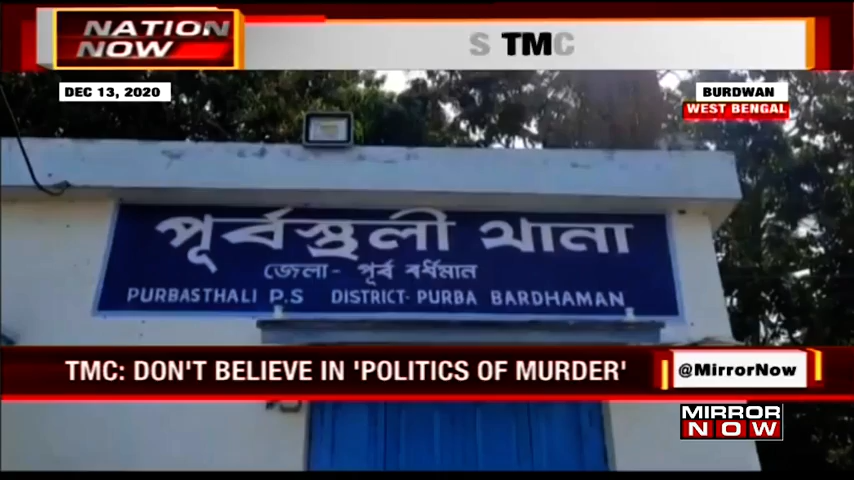 NATION
NOW
S TMC
DEC 13, 2020
BURDWAN
WEST BENGAL
পূর্বস্থলী থানা
জেলা- পূর্ব বর্ধমান
PURBASTHALI P.S DISTRICT- PURBA BARDHAMAN
TMC: DON'T BELIEVE IN 'POLITICS OF MURDER'
@MirrorNow
MIRROR
NOW